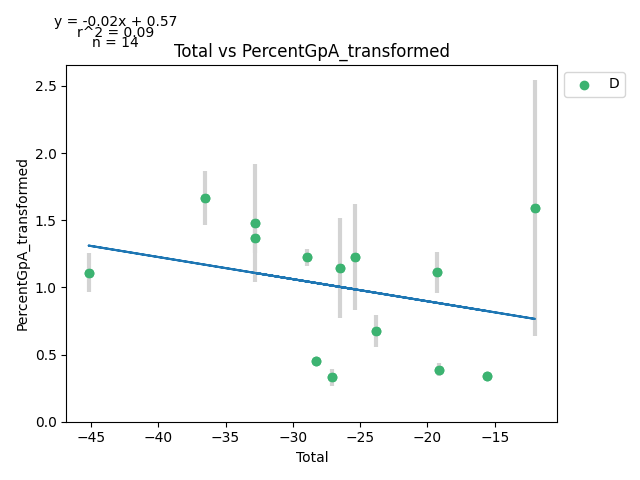 y = -0.02x + 0.57
r^2 = 0.09
n = 14
Total vs PercentGpA_transformed
D
PercentGpA_transformed
2.5
2.0
1.5
1.0
0.5
0.0
−45 −40 −35 −30 −25 −20 −15
Total